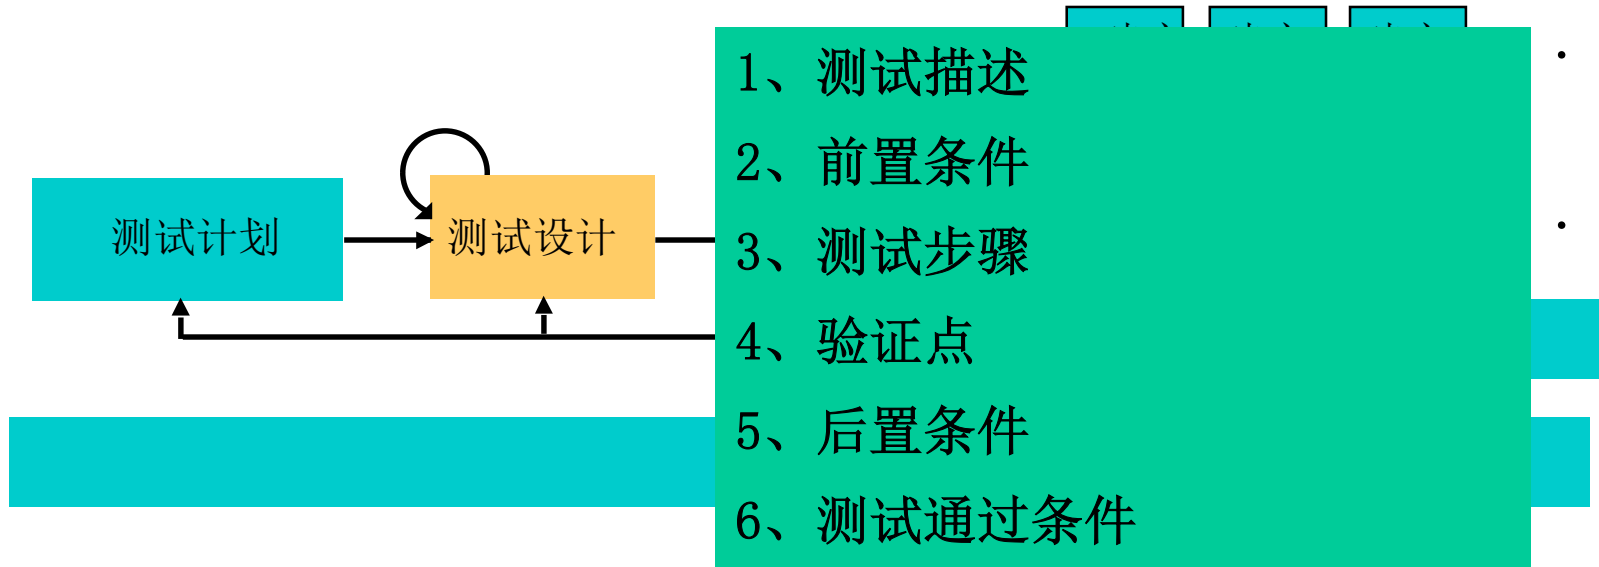 1、测试描述
2、前置条件
3、测试步骤
4、验证点
5、后置条件
6、测试通过条件
测试计划
测试设计